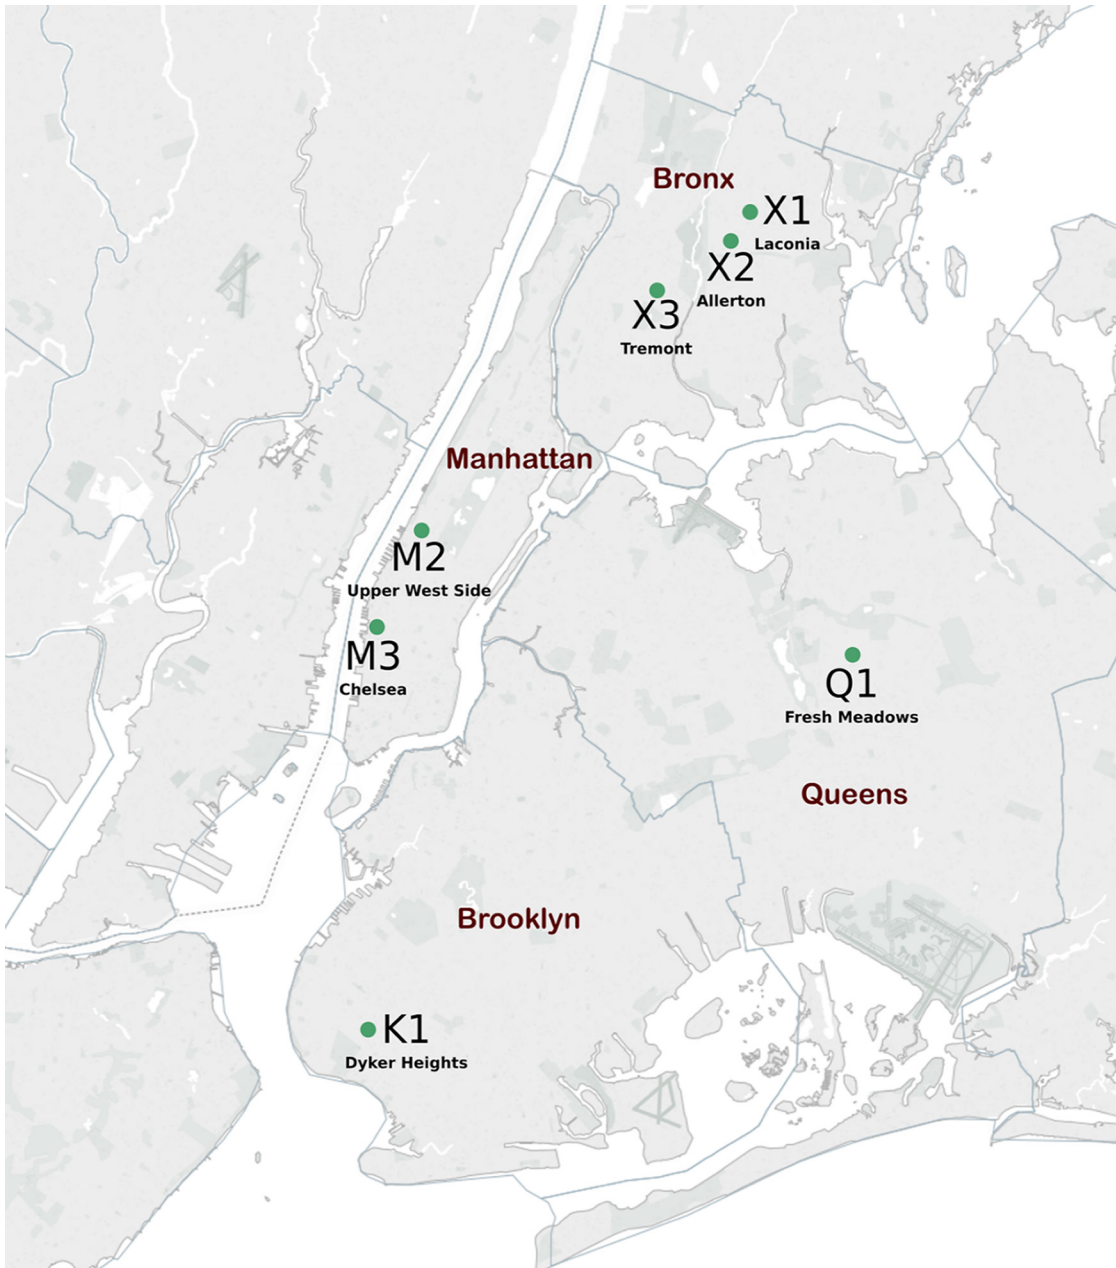 Bronx
X1
Laconia
X2
Allerton
X3
Tremont
Manhattan
M2
Upper West Side
M3
Chelsea
Q1
Fresh Meadows
Queens
Brooklyn
K1
Dyker Heights